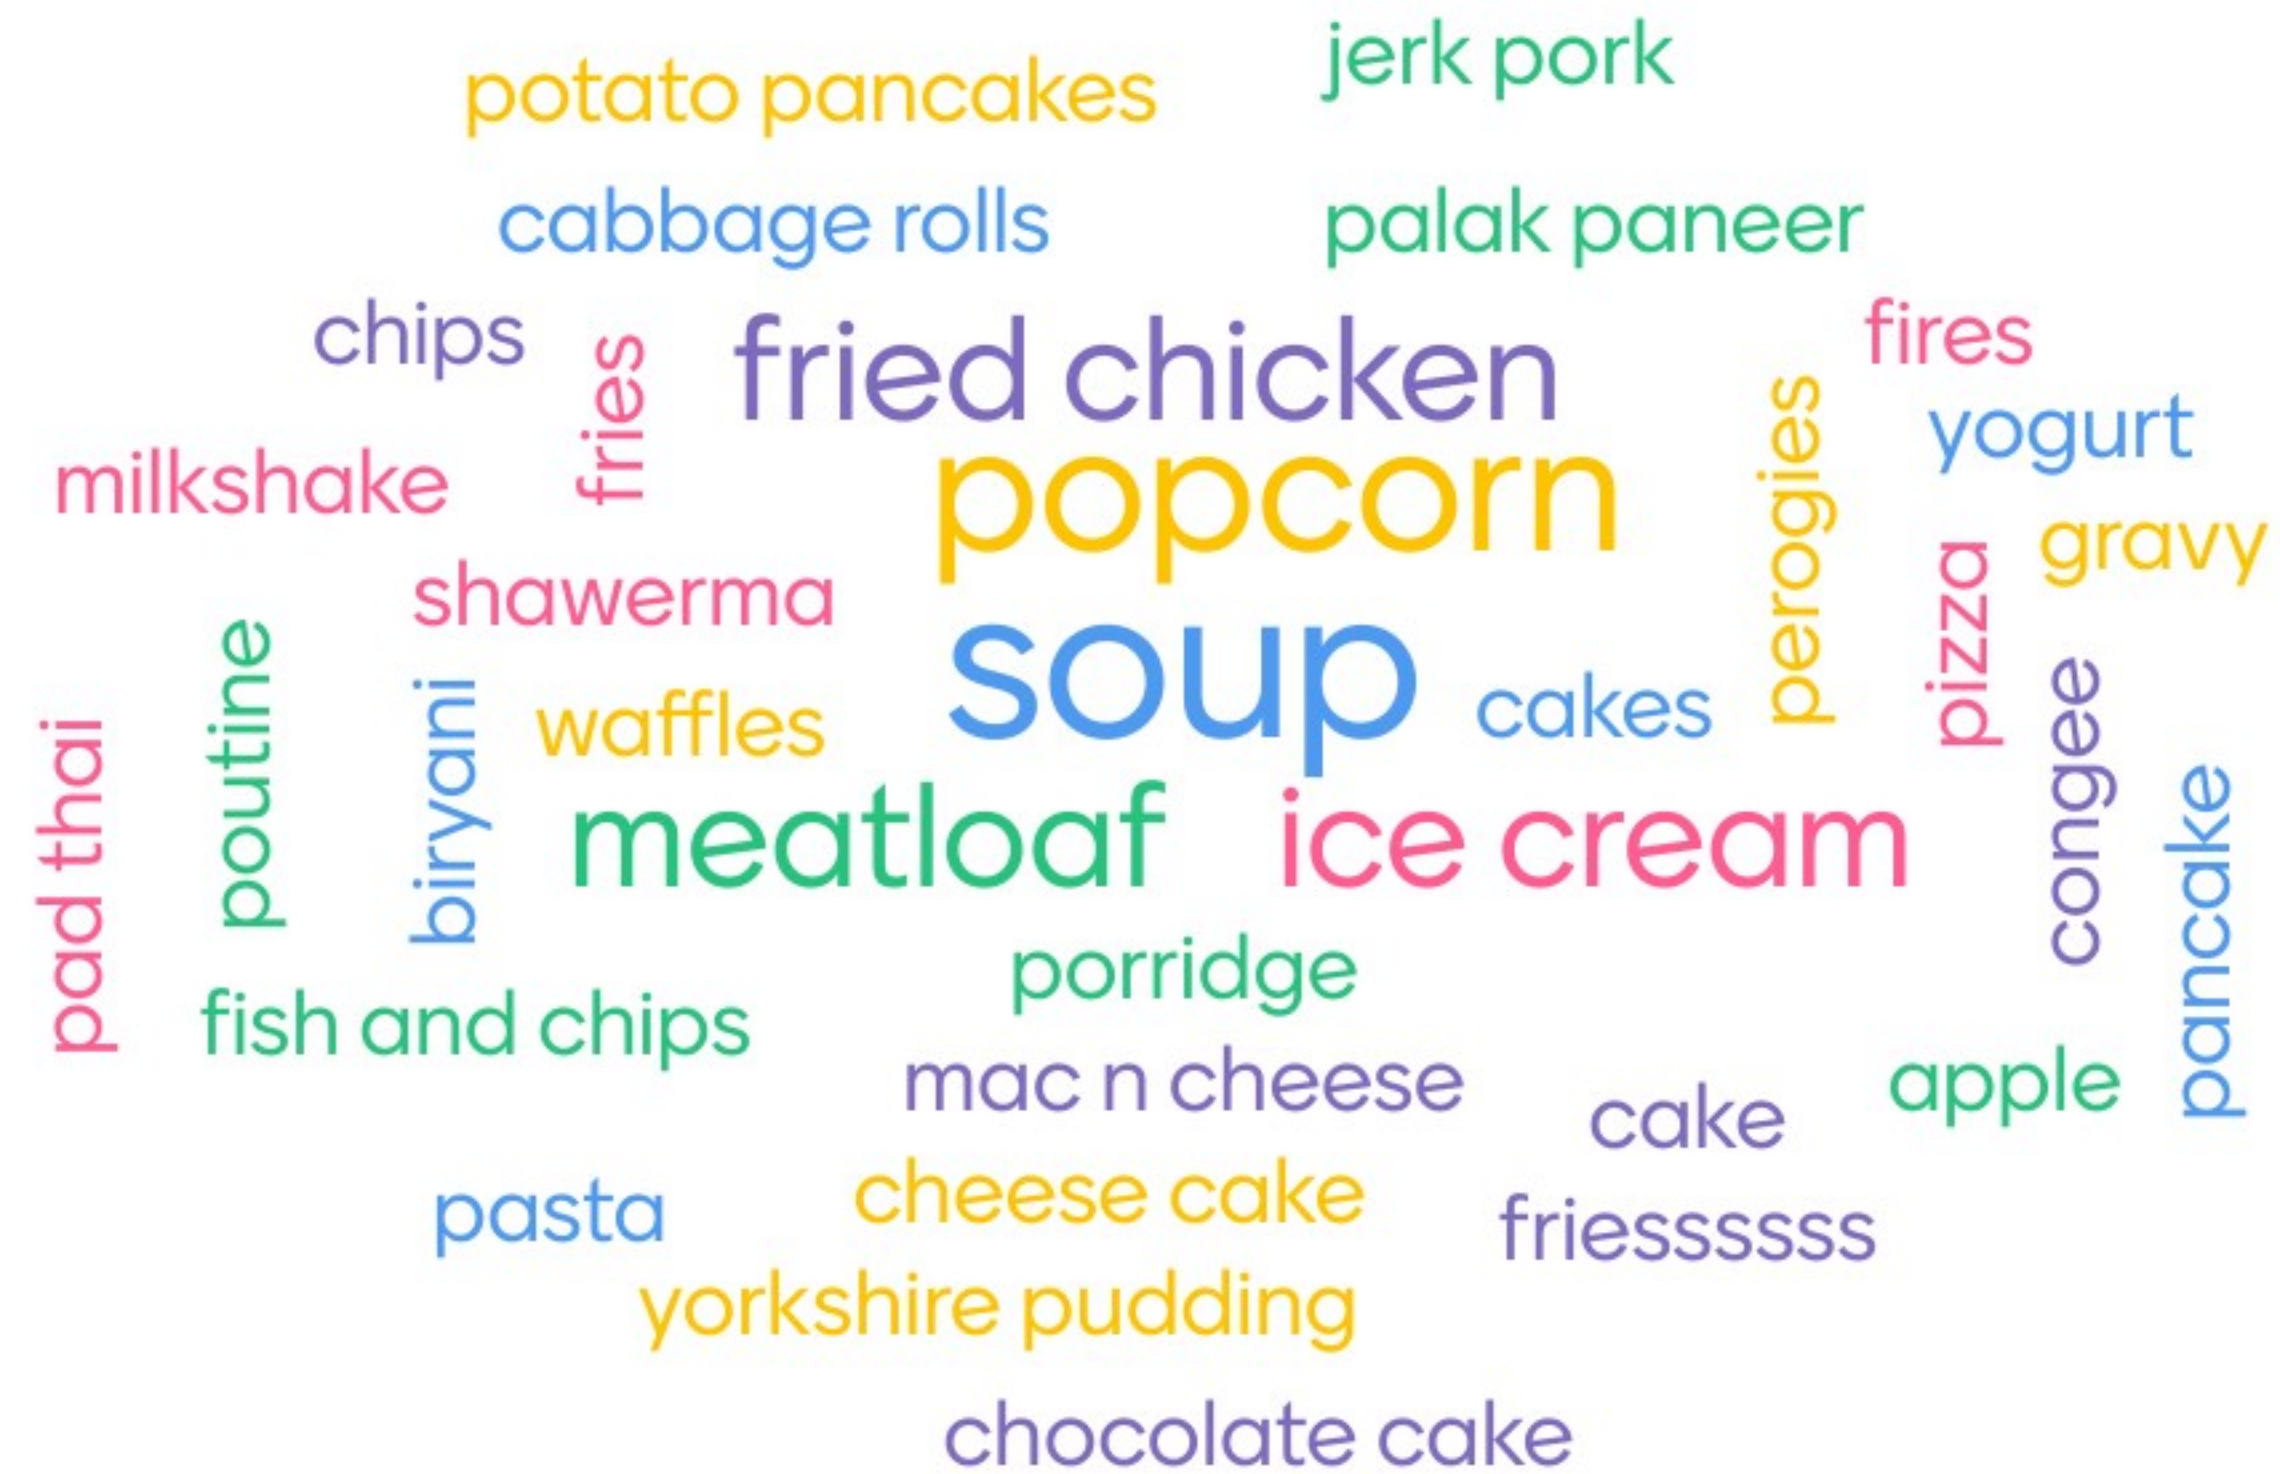 jerk pork
potato pancakes
cabbage rolls
palak paneer
chips
fries
fried chicken
fires
yogurt
milkshake
popcorn
perogies
gravy
shawerma
pizza
soup
poutine
biryani
waffles
cakes
congee
pad thai
meatloaf
ice cream
pancake
porridge
fish and chips
mac n cheese
cake
apple
pasta
cheese cake
friessssss
yorkshire pudding
chocolate cake